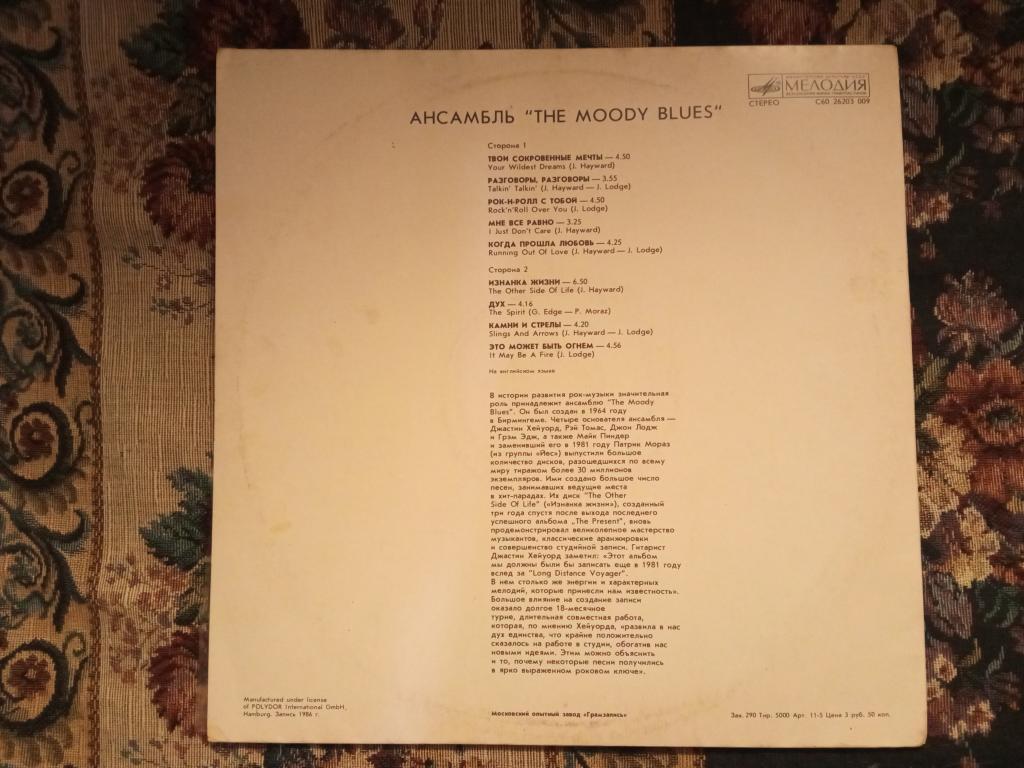 МЕЛОДИЯ
СТЕРЕО С60 26203 009
АНСАМБЛЬ "THE MOODY BLUES"
Сторона 1
ТВОИ СОКРОВЕННЫЕ МЕЧТЫ — 4.50
Your Wildest Dreams (J. Hayward)
РАЗГОВОРЫ, РАЗГОВОРЫ — 3.55
Talkin' Talkin' (J. Hayward — J. Lodge)
РОК-Н-РОЛЛ С ТОБОЙ — 4.50
Rock'n'Roll Over You (J. Lodge)
МНЕ ВСЕ РАВНО — 3.25
I Just Don't Care (J. Hayward)
КОГДА ПРОШЛА ЛЮБОВЬ — 4.25
Running Out Of Love (J. Hayward — J. Lodge)
Сторона 2
ИЗНАНКА ЖИЗНИ — 6.50
The Other Side Of Life (J. Hayward)
ДУХ — 4.16
The Spirit (G. Edge — P. Moraz)
КАМНИ И СТРЕЛЫ — 4.20
Slings And Arrows (J. Hayward — J. Lodge)
ЭТО МОЖЕТ БЫТЬ ОГНЕМ — 4.56
It May Be A Fire (J. Lodge)
На английском языке
В истории развития рок-музыки значительная
роль принадлежит ансамблю "The Moody
Blues". Он был создан в 1964 году
в Бирмингеме. Четыре основателя ансамбля —
Джастин Хейуорд, Рэй Томас, Джон Лодж
и Грэм Эдж, а также Майк Пиндер
и заменивший его в 1981 году Патрик Мораз
(из группы «Йес») выпустили большое
количество дисков, разошедшихся по всему
миру тиражом более 30 миллионов
экземпляров. Ими создано большое число
песен, занимавших ведущие места
в хит-парадах. Их диск "The Other
Side Of Life" («Изнанка жизни»), созданный
три года спустя после выхода последнего
успешного альбома „The Present", вновь
продемонстрировал великолепное мастерство
музыкантов, классические аранжировки
и совершенство студийной записи. Гитарист
Джастин Хейуорд заметил: «Этот альбом
мы должны были бы записать еще в 1981 году
вслед за "Long Distance Voyager".
В нем столько же энергии и характерных
мелодий, которые принесли нам известность».
Большое влияние на создание записи
оказало долгое 18-месячное
турне, длительная совместная работа,
которая, по мнению Хейуорда, «развила в нас
дух единства, что крайне положительно
сказалось на работе в студии, обогатив нас
новыми идеями. Этим можно объяснить
и то, почему некоторые песни получились
в ярко выраженном роковом ключе».
Manufactured under license
of POLYDOR International GmbH,
Hamburg. Запись 1986 г.
Московский опытный завод «Грамзапись»
Зак. 290 Тир. 5000 Арт. 11-5 Цена 3 руб. 50 коп.